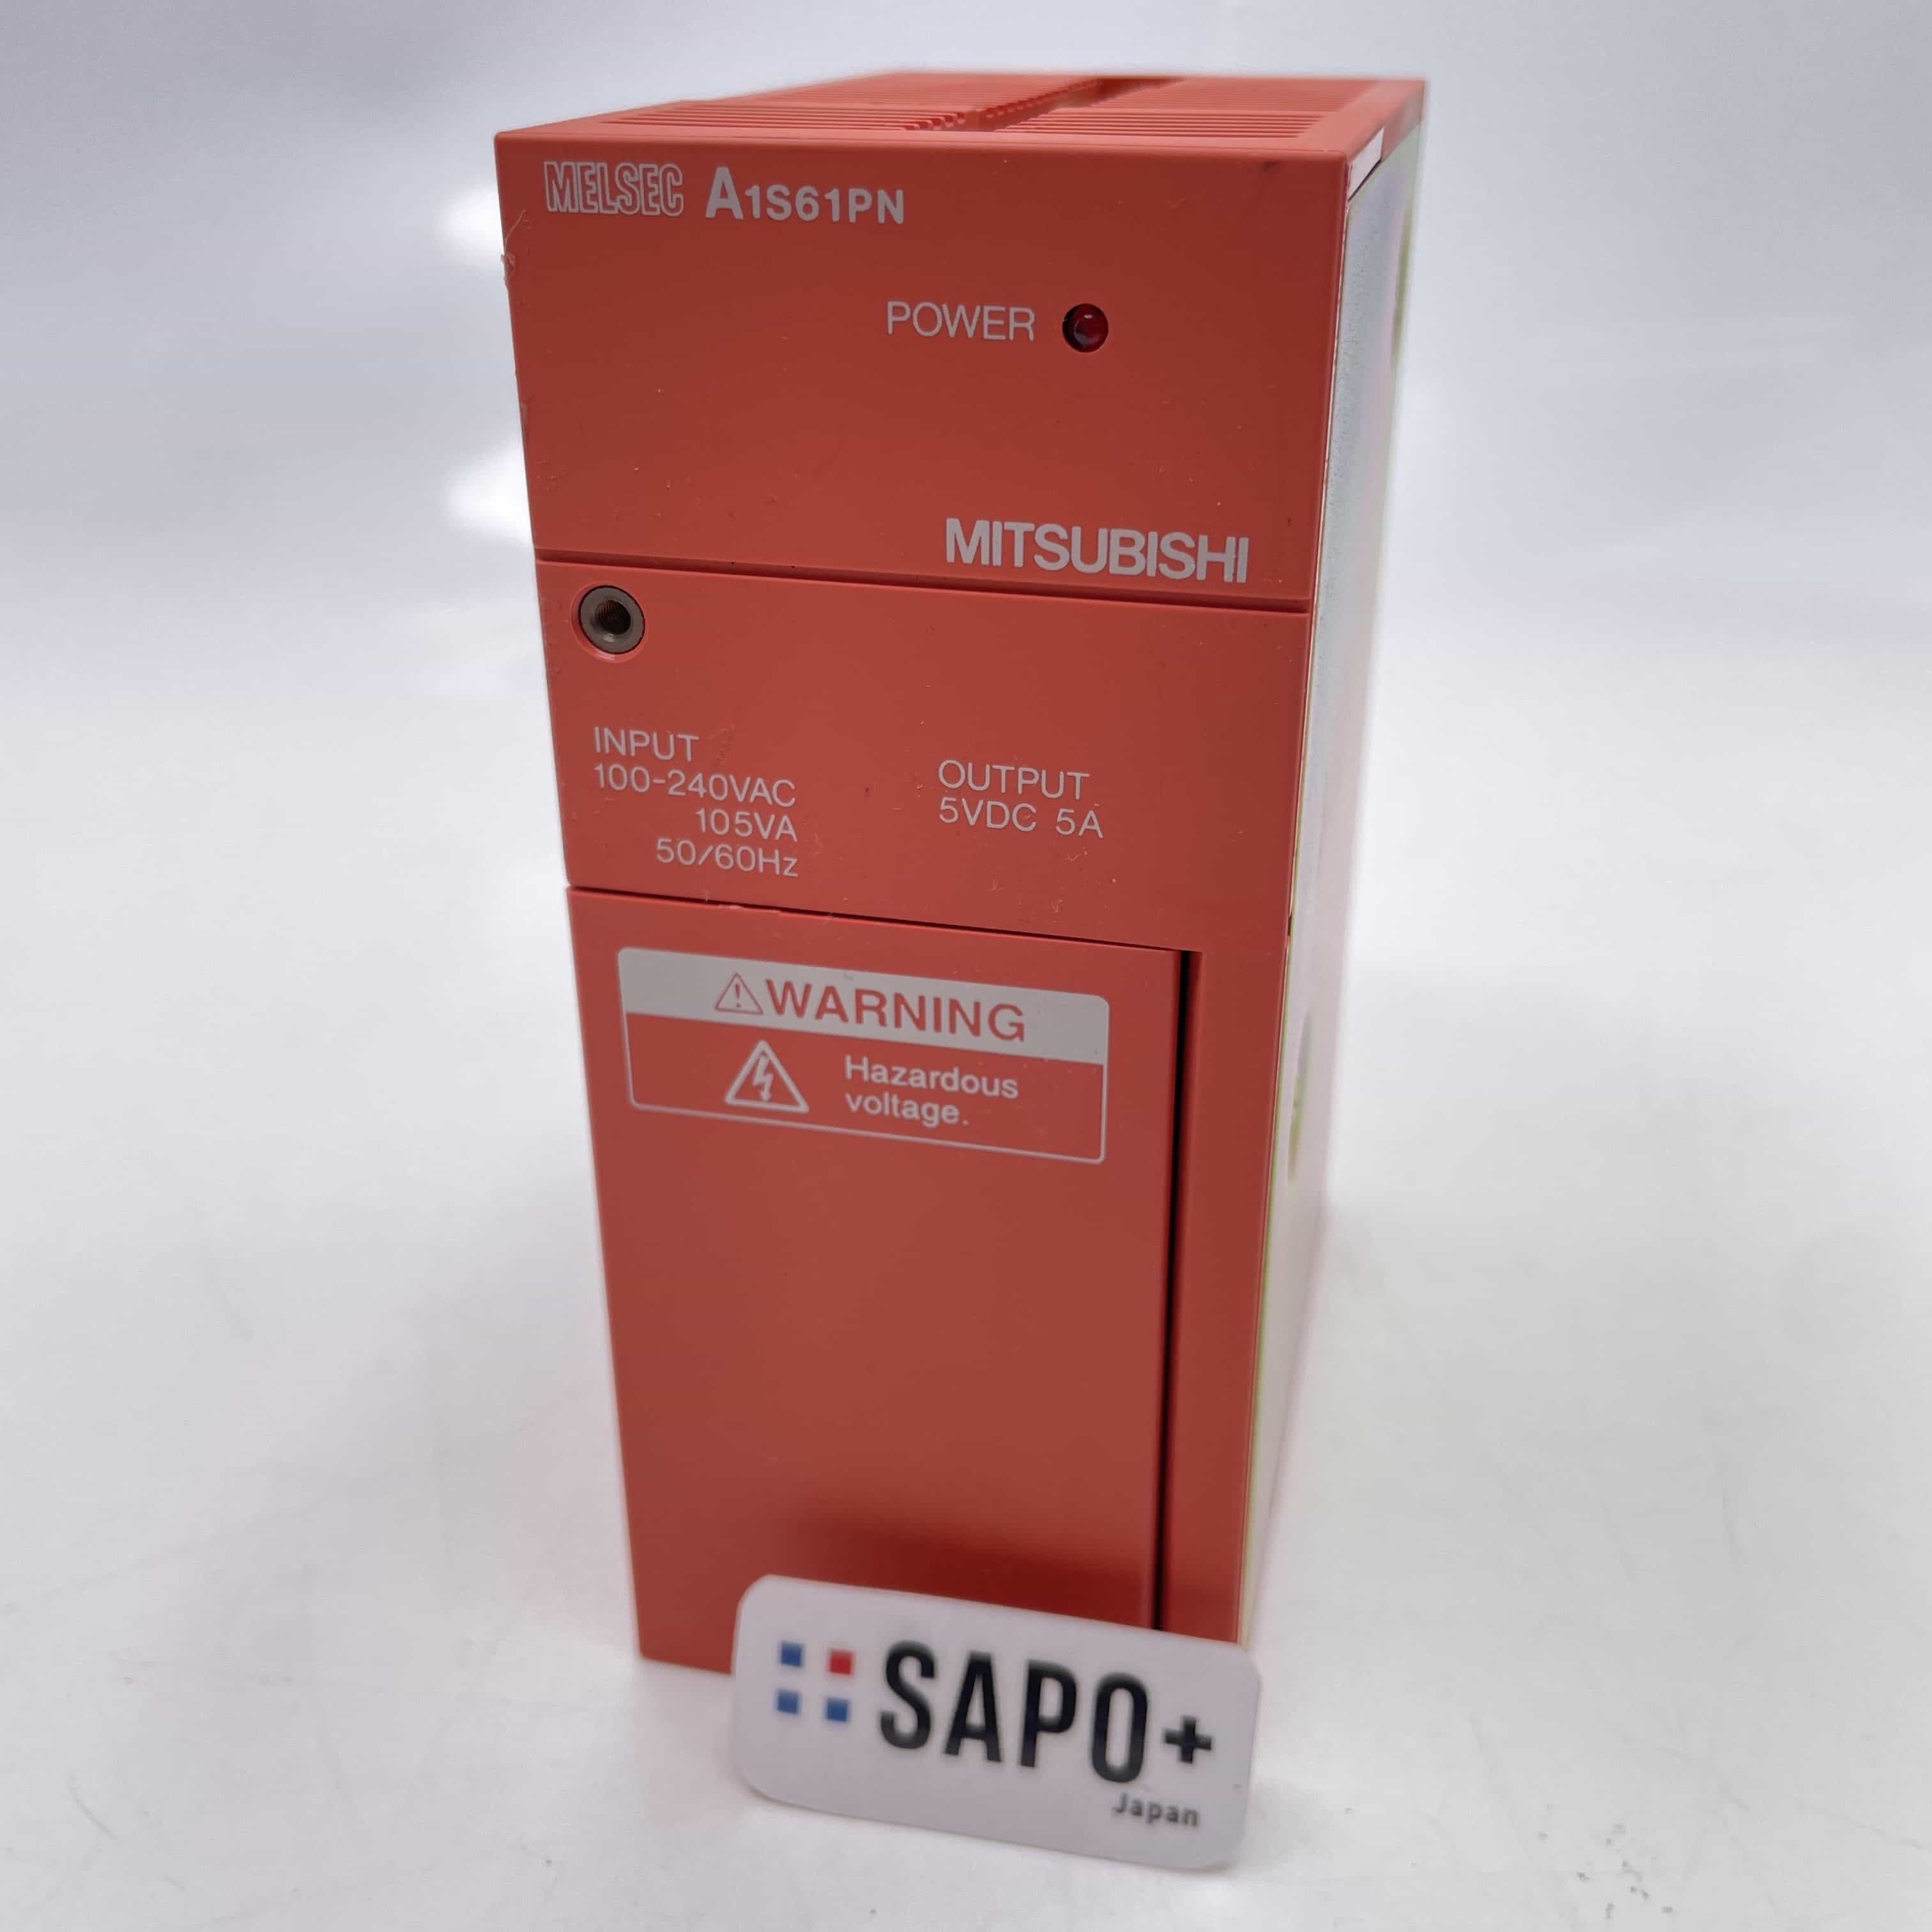 MELSEC A1S61PN
POWER
MITSUBISHI
INPUT
100-240VAC
105VA
50/60Hz
OUTPUT
5VDC 5A
WARNING
Hazardous
voltage.
SAPO+
Japan